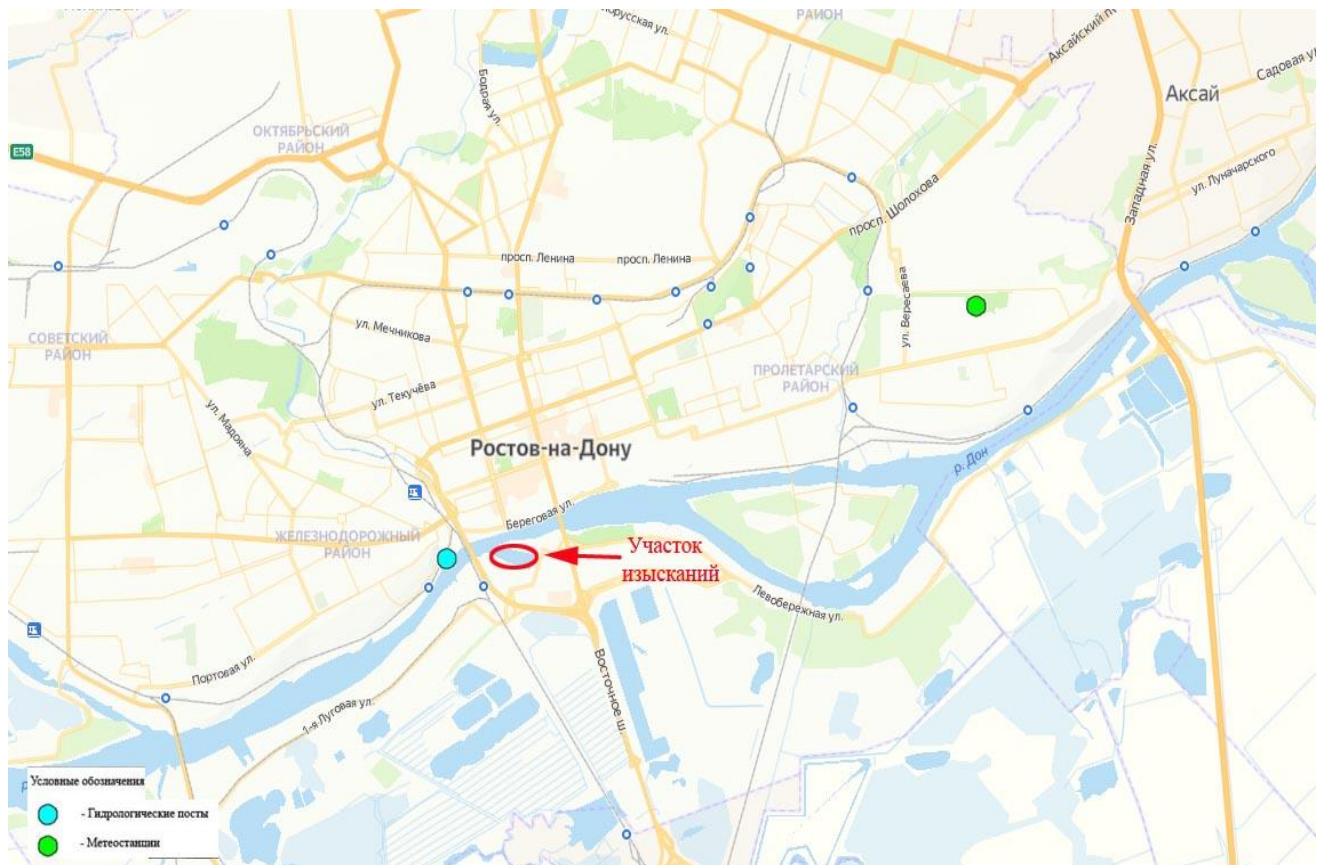 РАЙОН
Аксайский п
Садовая ул
Бодрая ул.
Аксай
ОКТЯБРЬСКИЙ
РАЙОН
E58
ул. Луначарского
Западная ул.
просп. Шолохова
просп. Ленина
просп. Ленина
ул. Вересаева
ул. Мечникова
СОВЕТСКИЙ
РАЙОН
ПРОЛЕТАРСКИЙ
РАЙОН
ул. Текучёва
ул. Мадояна
Ростов-на-Дону
р. Дон
Береговая ул.
ЖЕЛЕЗНОДОРОЖНЫЙ
РАЙОН
Участок
изысканий
Левобережная ул.
Портовая ул.
Восточное ш.
1-я Луговая ул.
Условные обозначения
- Гидрологические посты
- Метеостанции